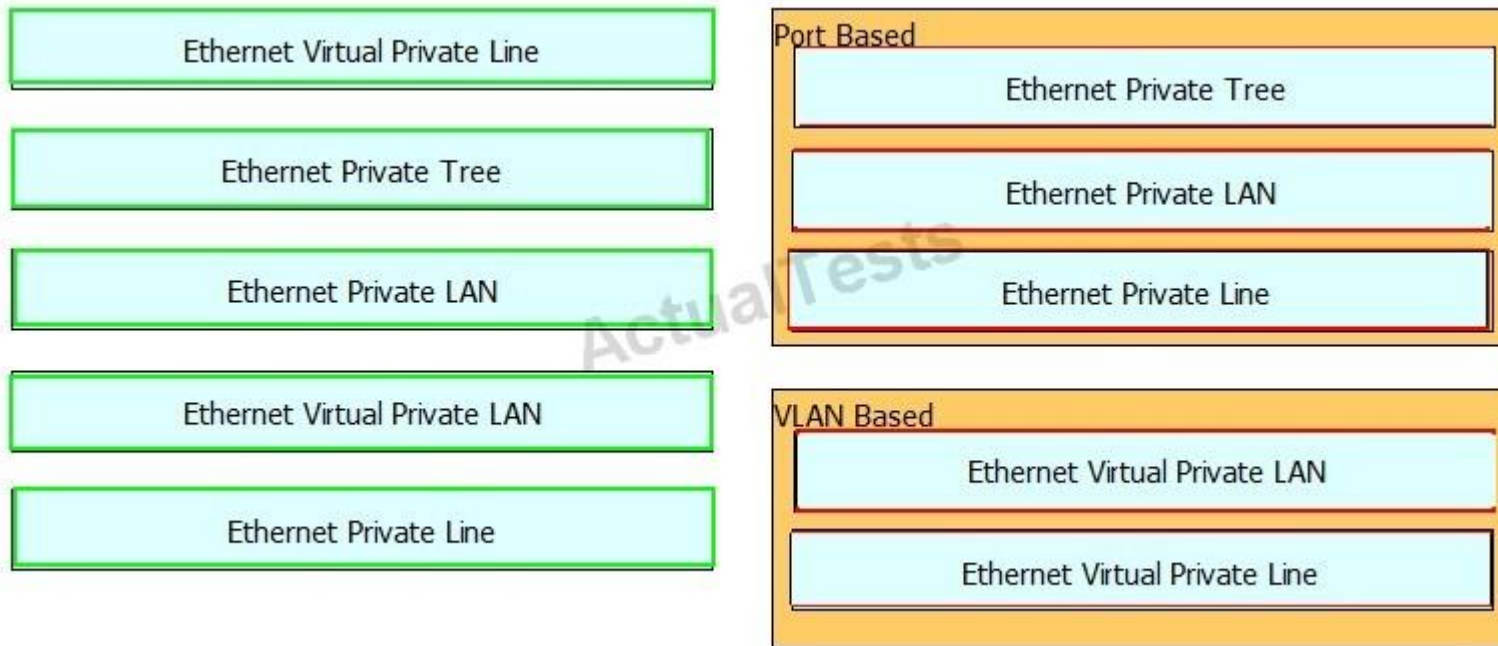 Ethernet Virtual Private Line
Ethernet Private Tree
Ethernet Private LAN
Ethernet Virtual Private LAN
Ethernet Private Line
Port Based
Ethernet Private Tree
Ethernet Private LAN
Ethernet Private Line
VLAN Based
Ethernet Virtual Private LAN
Ethernet Virtual Private Line
ActualTests